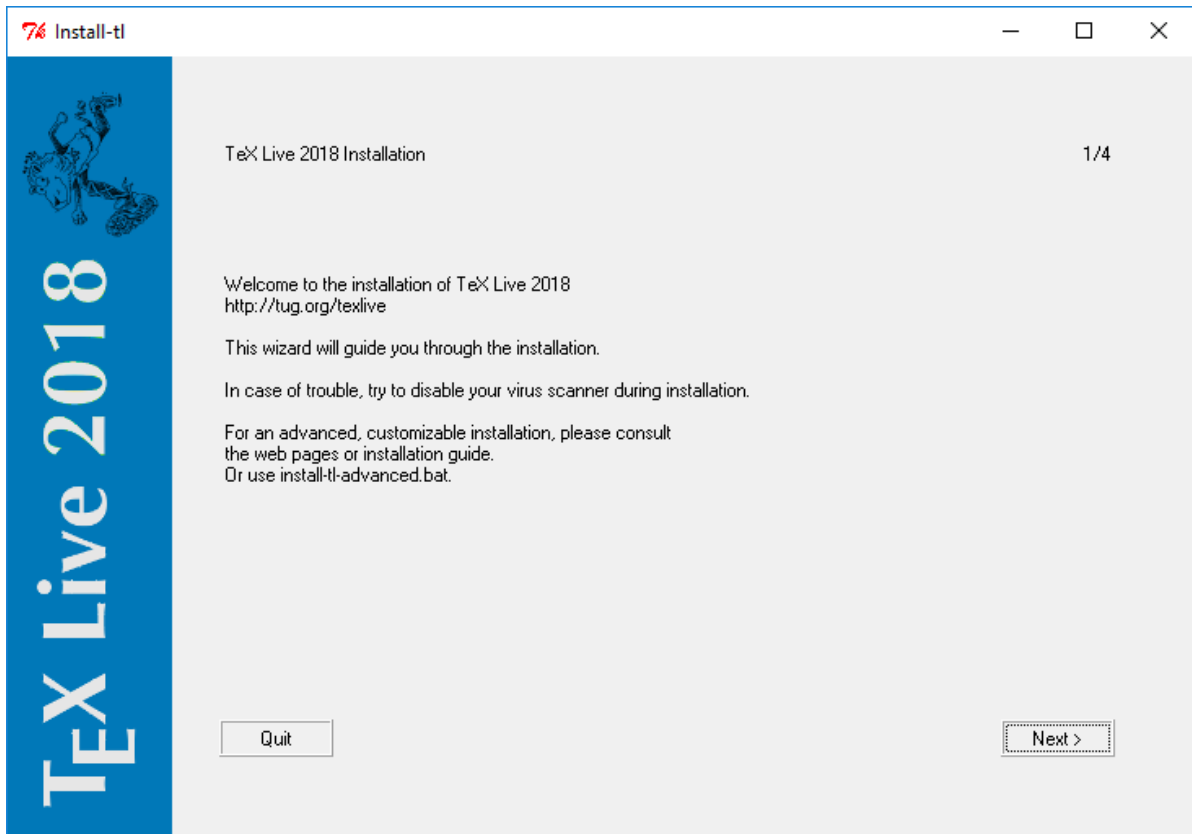 Install-tl
TeX Live 2018
TeX Live 2018 Installation
1/4
Welcome to the installation of TeX Live 2018
http://tug.org/texlive
This wizard will guide you through the installation.
In case of trouble, try to disable your virus scanner during installation.
For an advanced, customizable installation, please consult
the web pages or installation guide.
Or use install-tl-advanced.bat.
Quit
Next >